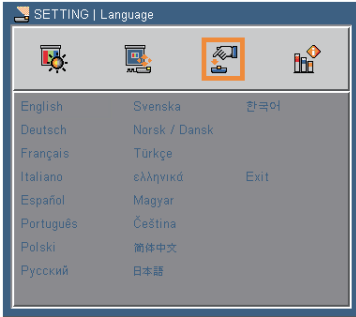 SETTING | Language
English
Deutsch
Français
Italiano
Español
Português
Polski
Русский
Svenska
Norsk / Dansk
Türkçe
ελληνικά
Magyar
Čeština
简体中文
日本語
한국어
Exit